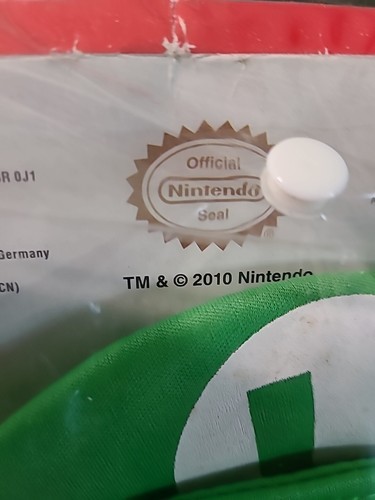 R 0J1
Official
Nintendo
Seal
Germany
TM & © 2010 Nintendo
CN)